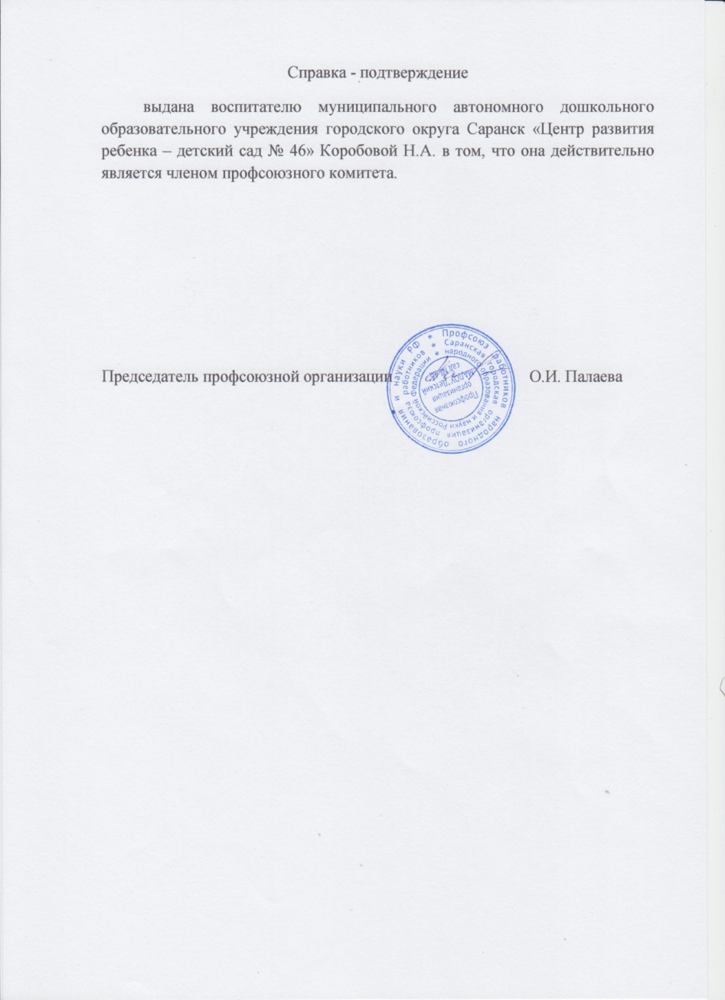 Справка - подтверждение
выдана воспитателю муниципального автономного дошкольного
образовательного учреждения городского округа Саранск «Центр развития
ребенка – детский сад № 46» Коробовой Н.А. в том, что она действительно
является членом профсоюзного комитета.
Председатель профсоюзной организации О.И. Палаева
Профсоюз работников народного образования и науки РФ *
Саранская городская организация профсоюза работников *
народного образования и науки Российской Федерации *
Профсоюзная
организация
МАДОУ "Детский
сад